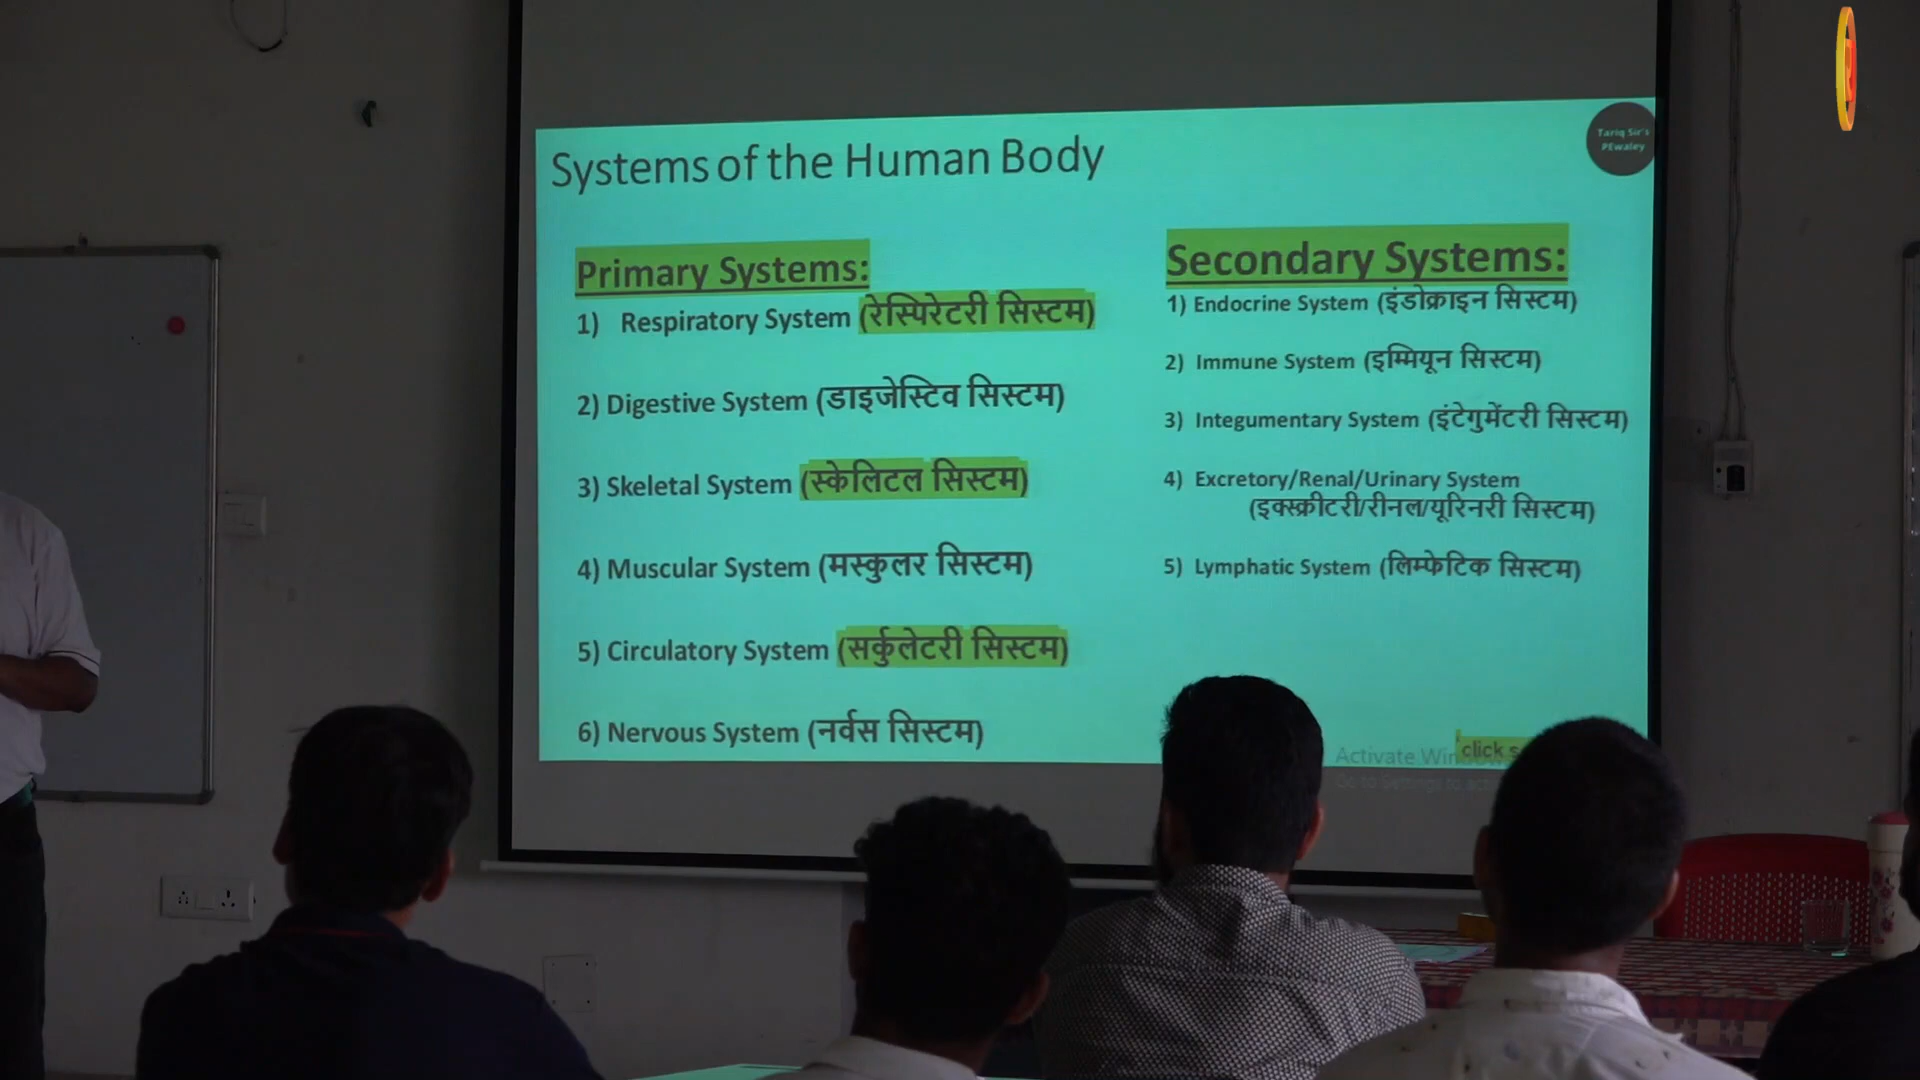 Systems of the Human Body
Tariq Sir's
PEwaley
Primary Systems:
1) Respiratory System (रेस्पिरेटरी सिस्टम)
2) Digestive System (डाइजेस्टिव सिस्टम)
3) Skeletal System (स्केलिटल सिस्टम)
4) Muscular System (मस्कुलर सिस्टम)
5) Circulatory System (सर्कुलेटरी सिस्टम)
6) Nervous System (नर्वस सिस्टम)
Secondary Systems:
1) Endocrine System (इंडोक्राइन सिस्टम)
2) Immune System (इम्मियून सिस्टम)
3) Integumentary System (इंटेगुमेंटरी सिस्टम)
4) Excretory/Renal/Urinary System
(इक्स्क्रीटरी/रीनल/यूरिनरी सिस्टम)
5) Lymphatic System (लिम्फेटिक सिस्टम)
click
Activate
Go to Settings to